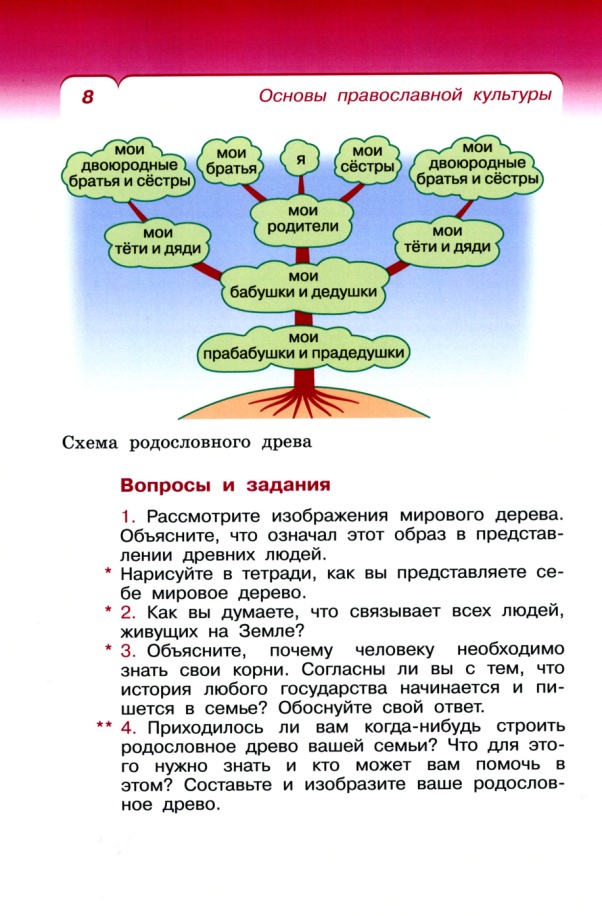 8
Основы православной культуры
мои
двоюродные
братья и сёстры
мои
братья
я
мои
сёстры
мои
двоюродные
братья и сёстры
мои
тёти и дяди
мои
родители
мои
тёти и дяди
мои
бабушки и дедушки
мои
прабабушки и прадедушки
Схема родословного древа
Вопросы и задания
1. Рассмотрите изображения мирового дерева.
Объясните, что означал этот образ в представ-
лении древних людей.
* Нарисуйте в тетради, как вы представляете се-
бе мировое дерево.
* 2. Как вы думаете, что связывает всех людей,
живущих на Земле?
* 3. Объясните, почему человеку необходимо
знать свои корни. Согласны ли вы с тем, что
история любого государства начинается и пи-
шется в семье? Обоснуйте свой ответ.
** 4. Приходилось ли вам когда-нибудь строить
родословное древо вашей семьи? Что для это-
го нужно знать и кто может вам помочь в
этом? Составьте и изобразите ваше родослов-
ное древо.